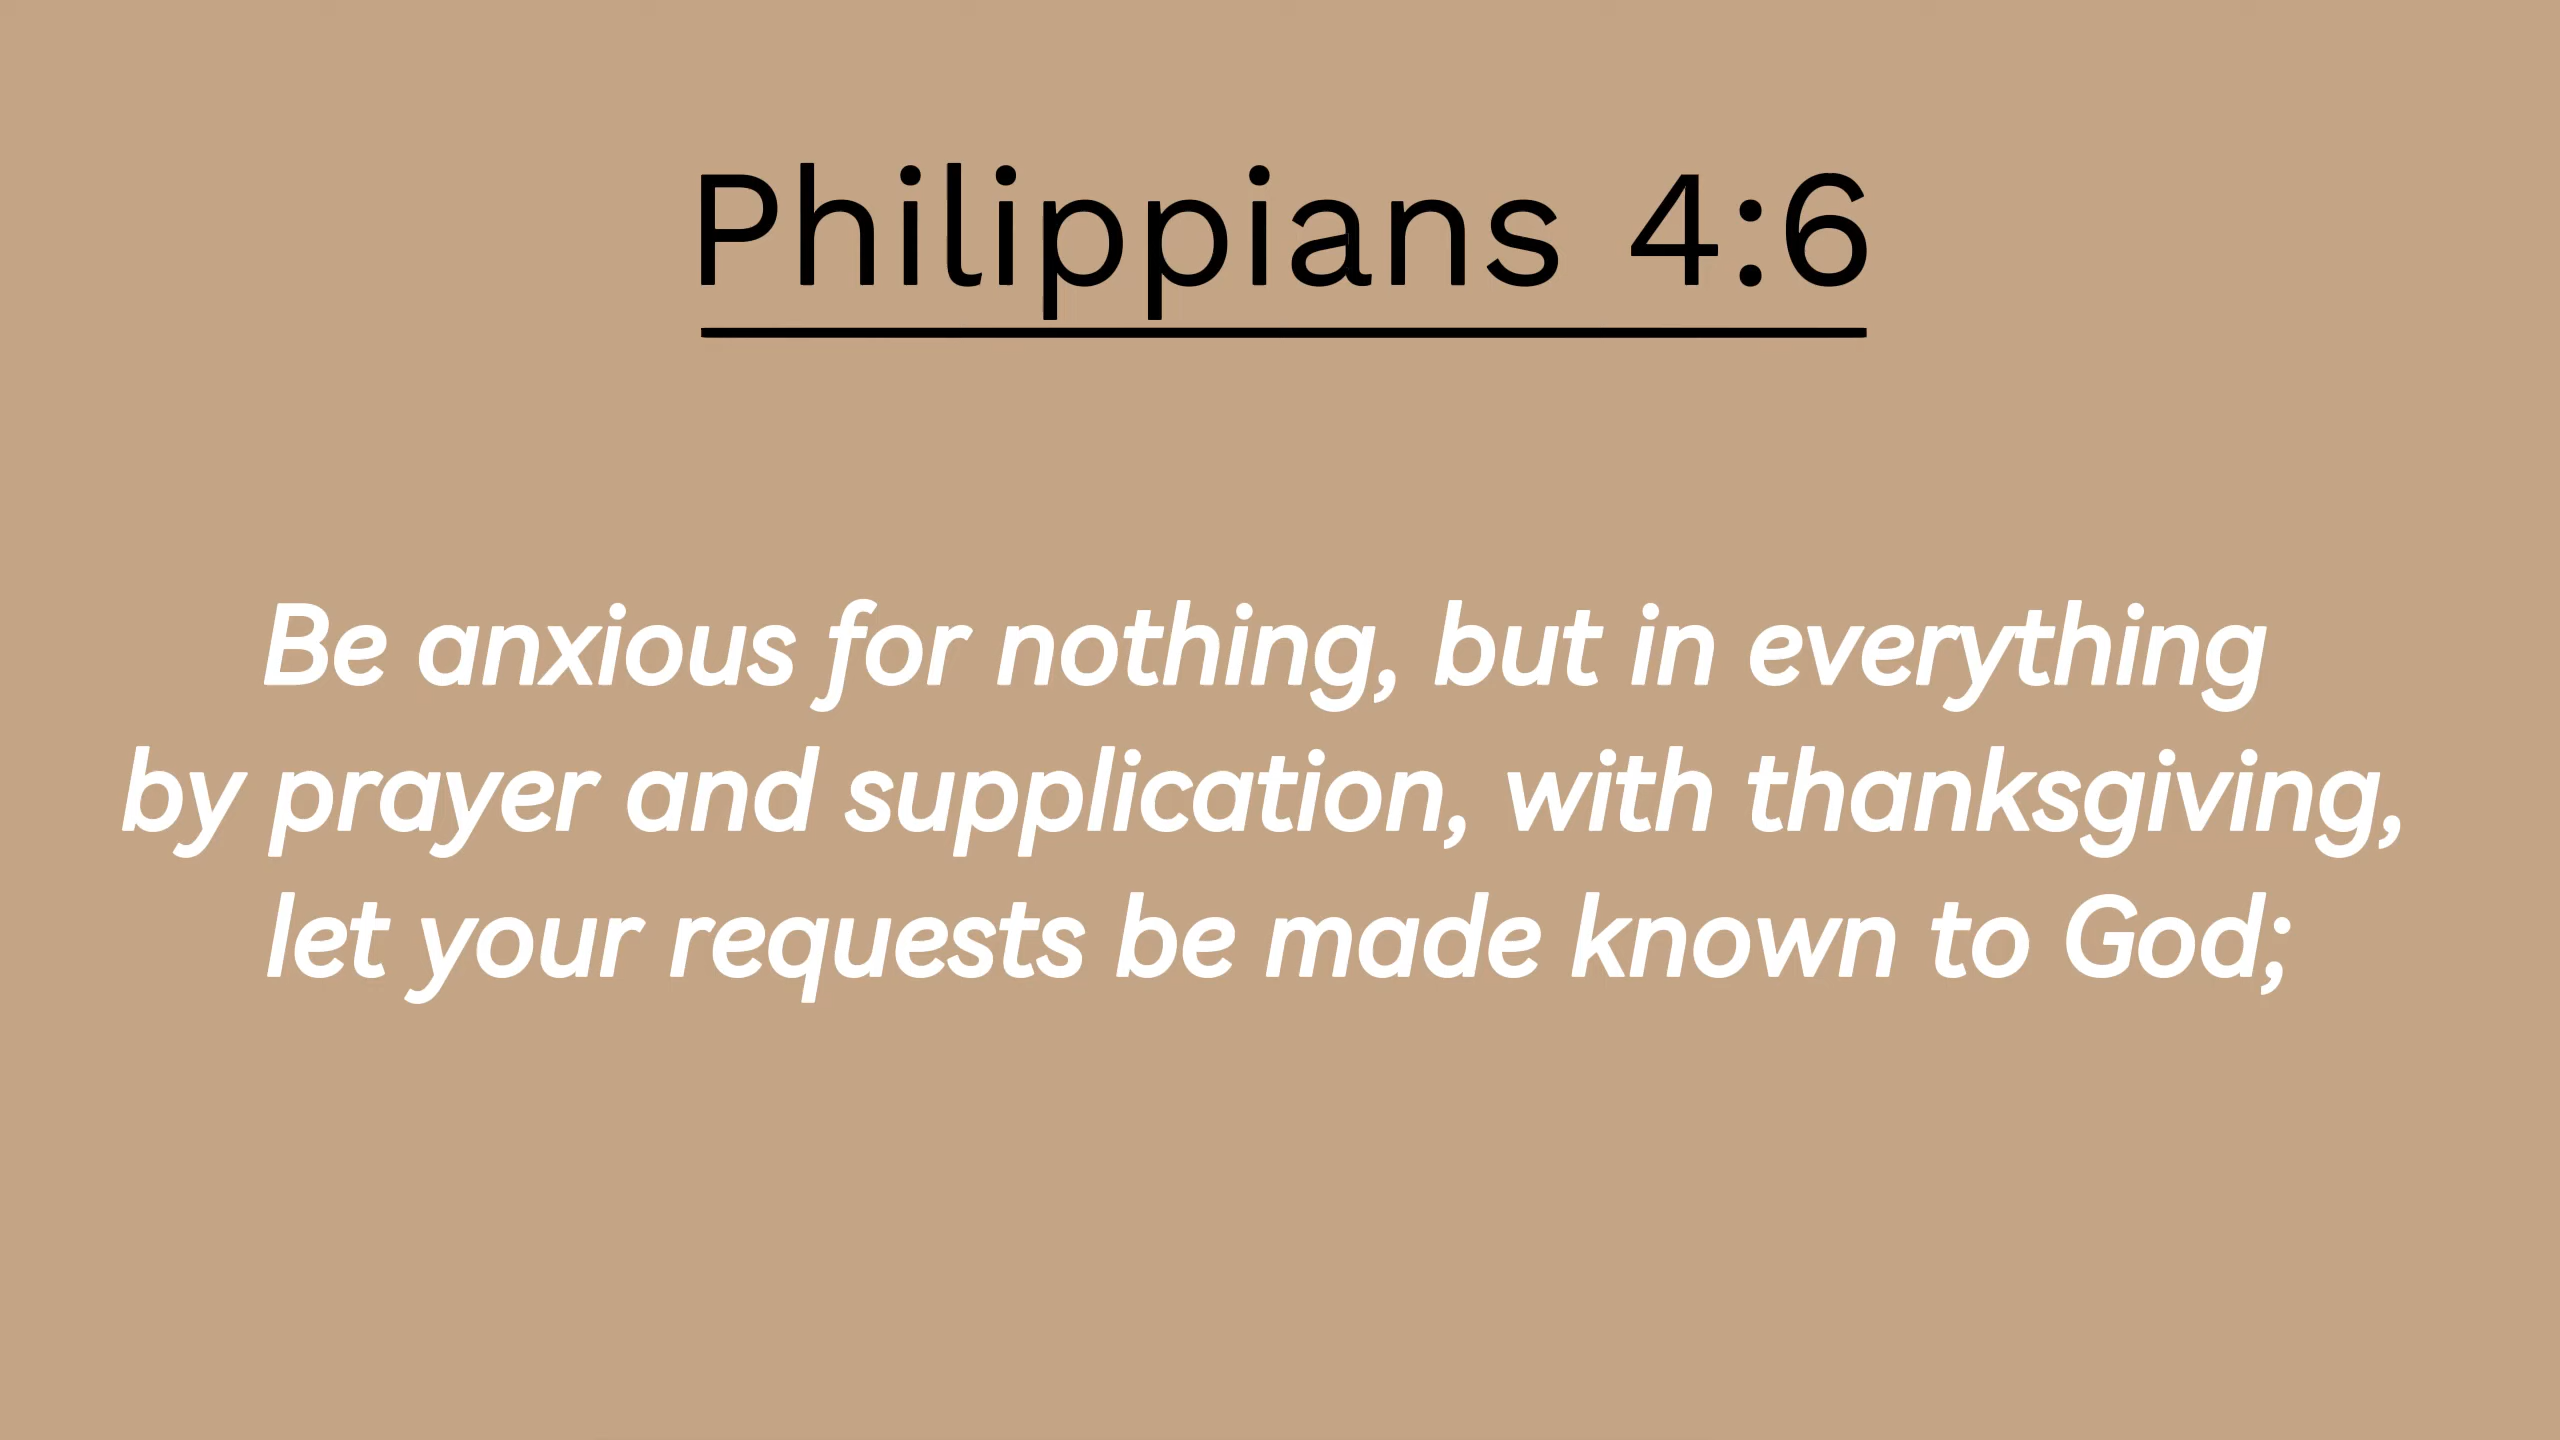 Philippians 4:6
Be anxious for nothing, but in everything
by prayer and supplication, with thanksgiving,
let your requests be made known to God;